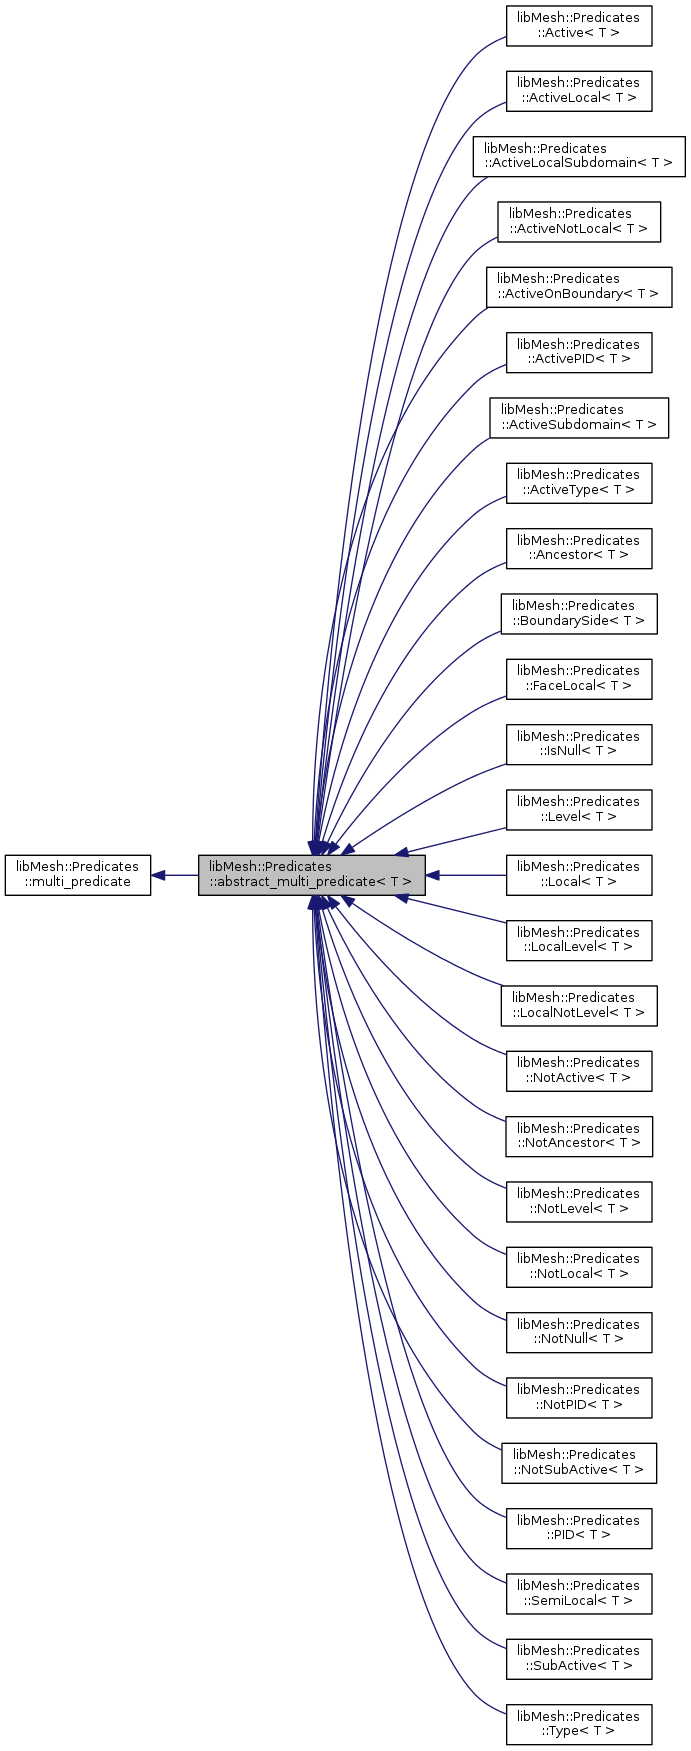 libMesh::Predicates
::Active< T >
libMesh::Predicates
::ActiveLocal< T >
libMesh::Predicates
::ActiveLocalSubdomain< T >
libMesh::Predicates
::ActiveNotLocal< T >
libMesh::Predicates
::ActiveOnBoundary< T >
libMesh::Predicates
::ActivePID< T >
libMesh::Predicates
::ActiveSubdomain< T >
libMesh::Predicates
::ActiveType< T >
libMesh::Predicates
::Ancestor< T >
libMesh::Predicates
::BoundarySide< T >
libMesh::Predicates
::FaceLocal< T >
libMesh::Predicates
::IsNull< T >
libMesh::Predicates
::Level< T >
libMesh::Predicates
::multi_predicate
libMesh::Predicates
::abstract_multi_predicate< T >
libMesh::Predicates
::Local< T >
libMesh::Predicates
::LocalLevel< T >
libMesh::Predicates
::LocalNotLevel< T >
libMesh::Predicates
::NotActive< T >
libMesh::Predicates
::NotAncestor< T >
libMesh::Predicates
::NotLevel< T >
libMesh::Predicates
::NotLocal< T >
libMesh::Predicates
::NotNull< T >
libMesh::Predicates
::NotPID< T >
libMesh::Predicates
::NotSubActive< T >
libMesh::Predicates
::PID< T >
libMesh::Predicates
::SemiLocal< T >
libMesh::Predicates
::SubActive< T >
libMesh::Predicates
::Type< T >